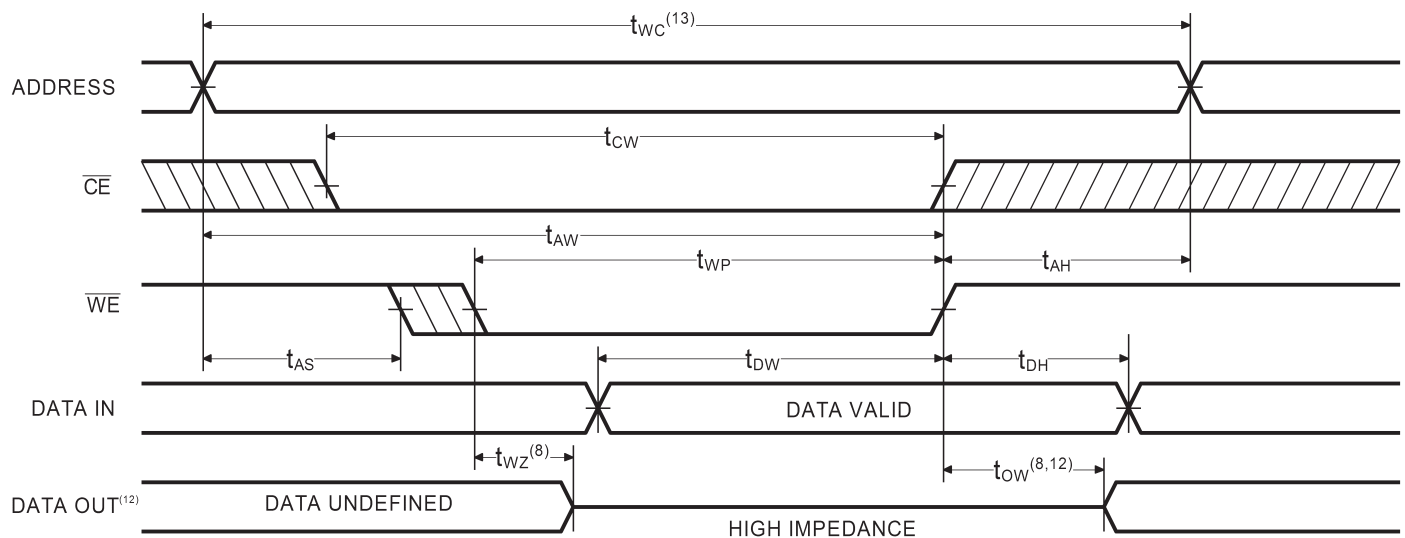 tWC(13)
ADDRESS
tCW
CE
tAW
tWP
tAH
WE
tAS
tDW
tDH
DATA IN
DATA VALID
tWZ(8)
tOW(8,12)
DATA OUT(12)
DATA UNDEFINED
HIGH IMPEDANCE